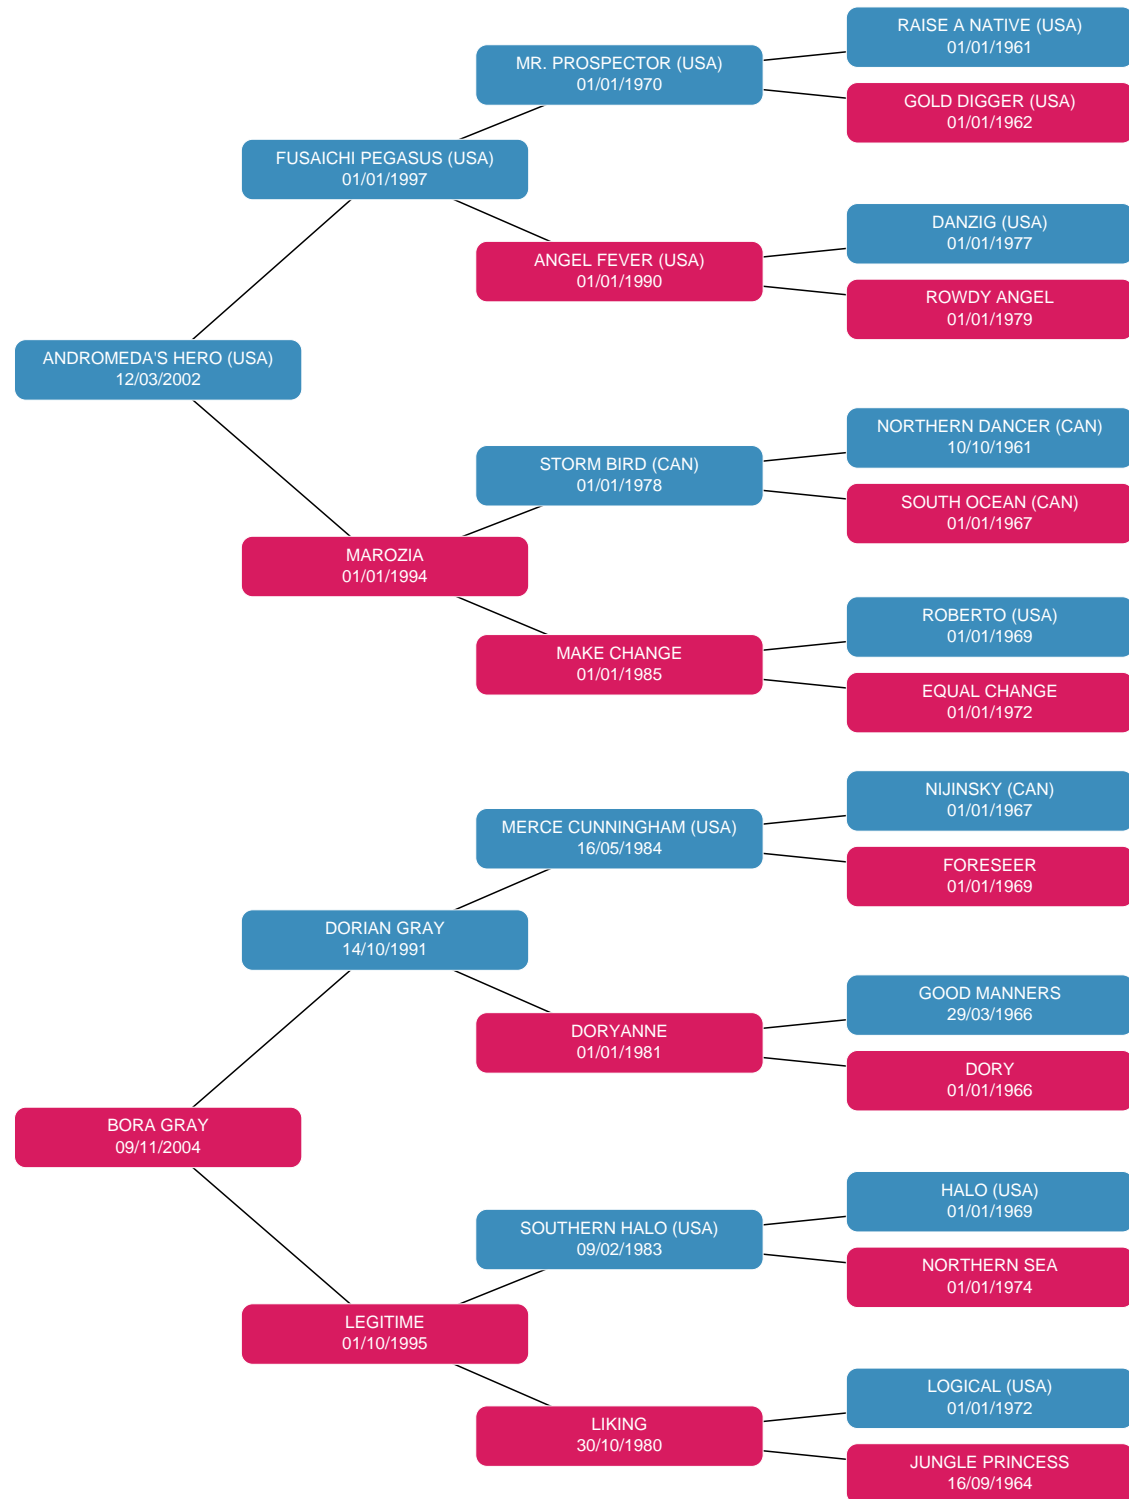 RAISE A NATIVE (USA)
01/01/1961
MR. PROSPECTOR (USA)
01/01/1970
GOLD DIGGER (USA)
01/01/1962
FUSAICHI PEGASUS (USA)
01/01/1997
DANZIG (USA)
01/01/1977
ANGEL FEVER (USA)
01/01/1990
ROWDY ANGEL
01/01/1979
ANDROMEDA'S HERO (USA)
12/03/2002
NORTHERN DANCER (CAN)
10/10/1961
STORM BIRD (CAN)
01/01/1978
SOUTH OCEAN (CAN)
01/01/1967
MAROZIA
01/01/1994
ROBERTO (USA)
01/01/1969
MAKE CHANGE
01/01/1985
EQUAL CHANGE
01/01/1972
NIJINSKY (CAN)
01/01/1967
MERCE CUNNINGHAM (USA)
16/05/1984
FORESEER
01/01/1969
DORIAN GRAY
14/10/1991
GOOD MANNERS
29/03/1966
DORYANNE
01/01/1981
DORY
01/01/1966
BORA GRAY
09/11/2004
HALO (USA)
01/01/1969
SOUTHERN HALO (USA)
09/02/1983
NORTHERN SEA
01/01/1974
LEGITIME
01/10/1995
LOGICAL (USA)
01/01/1972
LIKING
30/10/1980
JUNGLE PRINCESS
16/09/1964